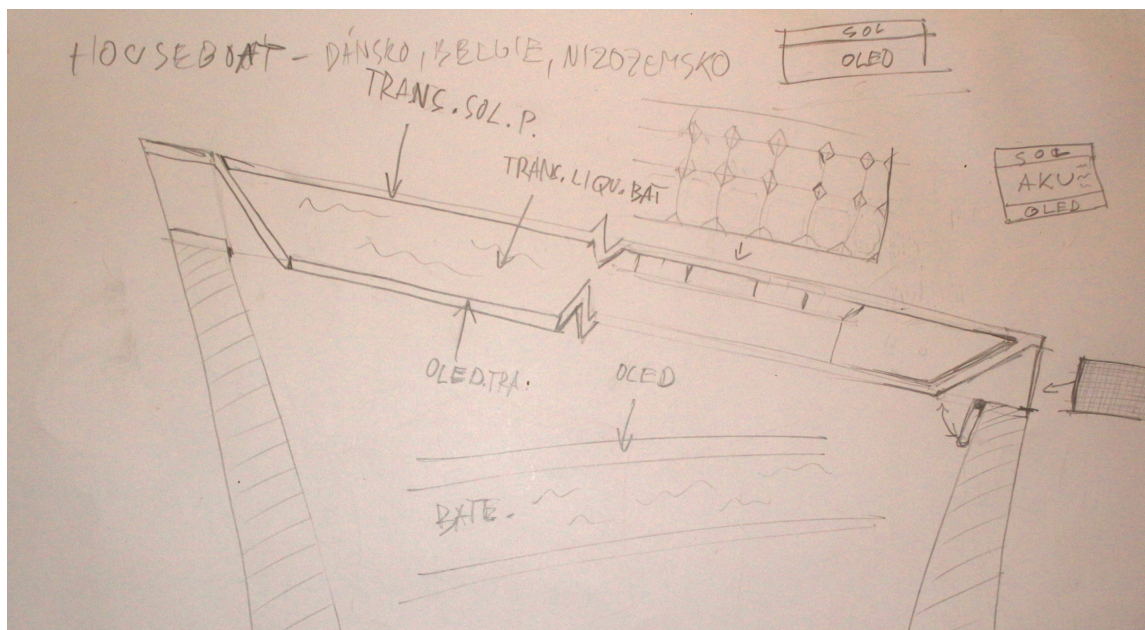 HOUSEBOAT - DÁNSKO, BELGIE, NIZOZEMSKO
SOL
OLED
TRANS. SOL. P.
TRANS. LIQU. BAT
SOL
AKU
OLED
OLED.TRA.
OLED
BATE.